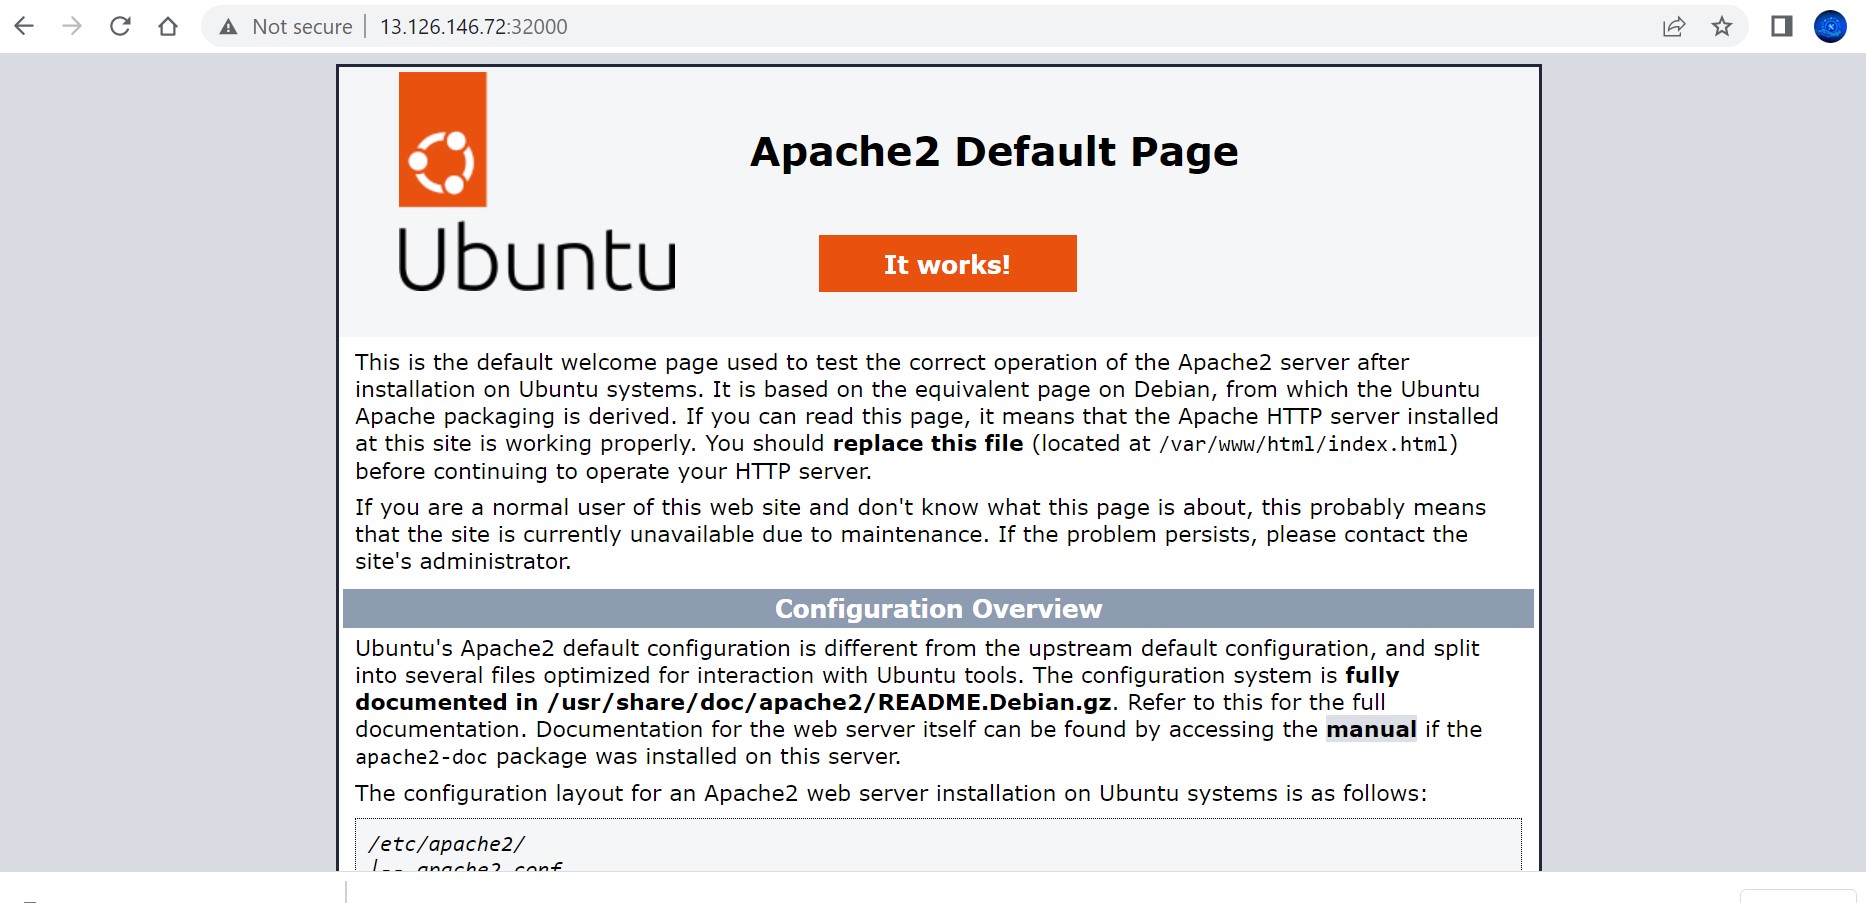 Not secure | 13.126.146.72:32000
Apache2 Default Page
Ubuntu
It works!
This is the default welcome page used to test the correct operation of the Apache2 server after
installation on Ubuntu systems. It is based on the equivalent page on Debian, from which the Ubuntu
Apache packaging is derived. If you can read this page, it means that the Apache HTTP server installed
at this site is working properly. You should replace this file (located at /var/www/html/index.html)
before continuing to operate your HTTP server.
If you are a normal user of this web site and don't know what this page is about, this probably means
that the site is currently unavailable due to maintenance. If the problem persists, please contact the
site's administrator.
Configuration Overview
Ubuntu's Apache2 default configuration is different from the upstream default configuration, and split
into several files optimized for interaction with Ubuntu tools. The configuration system is fully
documented in /usr/share/doc/apache2/README.Debian.gz. Refer to this for the full
documentation. Documentation for the web server itself can be found by accessing the manual if the
apache2-doc package was installed on this server.
The configuration layout for an Apache2 web server installation on Ubuntu systems is as follows:
/etc/apache2/
|-- apache2.conf